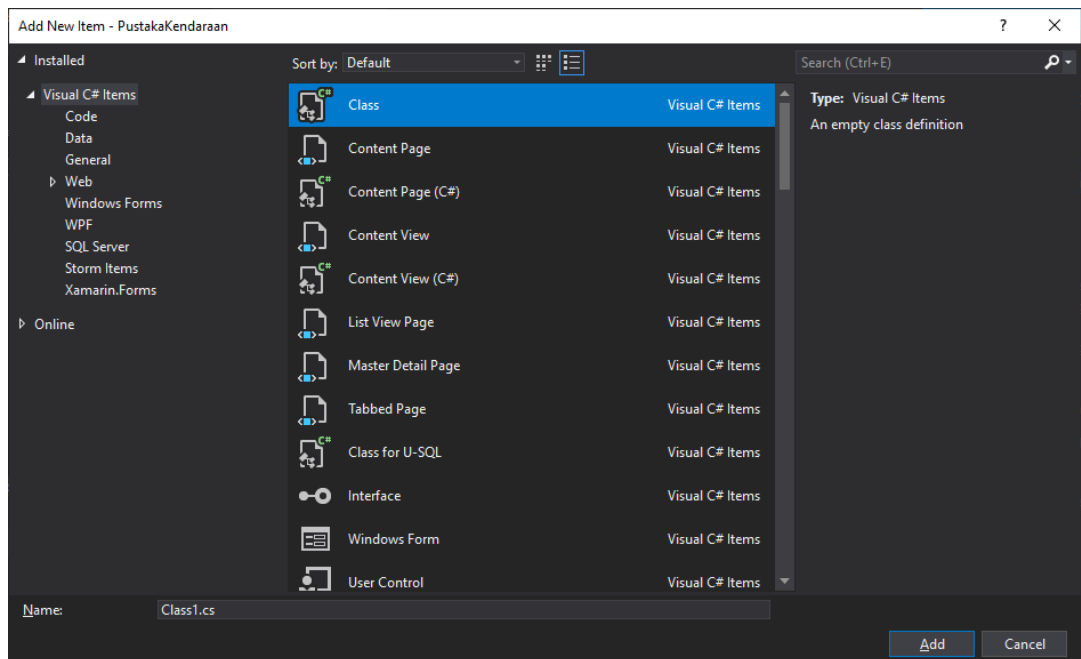 Add New Item - PustakaKendaraan ?
Installed
Visual C# Items
Code
Data
General
Web
Windows Forms
WPF
SQL Server
Storm Items
Xamarin.Forms
Online
Sort by: Default
C# Class Visual C# Items
Content Page Visual C# Items
C# Content Page (C#) Visual C# Items
Content View Visual C# Items
C# Content View (C#) Visual C# Items
List View Page Visual C# Items
Master Detail Page Visual C# Items
Tabbed Page Visual C# Items
C# Class for U-SQL Visual C# Items
Interface Visual C# Items
Windows Form Visual C# Items
User Control Visual C# Items
Search (Ctrl+E)
Type: Visual C# Items
An empty class definition
Name: Class1.cs
Add Cancel